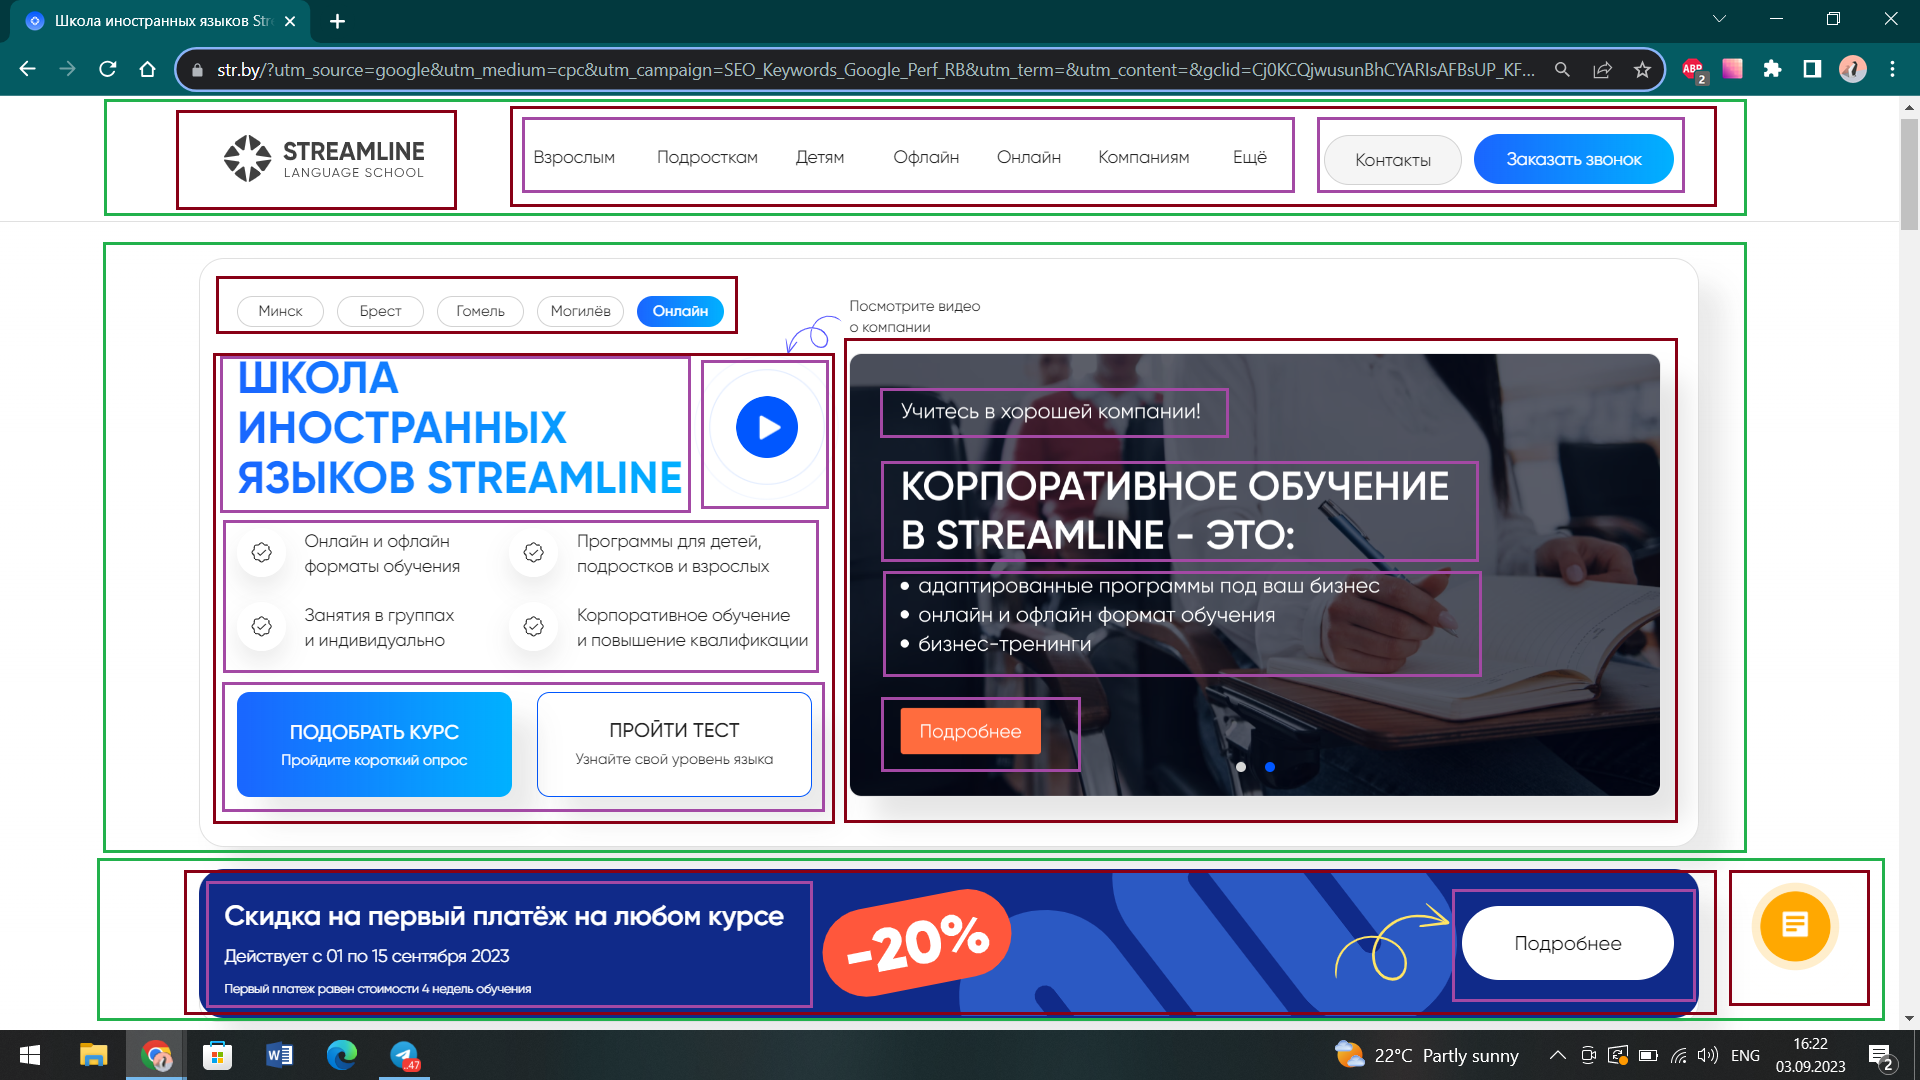 Школа иностранных языков Str
str.by/?utm_source=google&utm_medium=cpc&utm_campaign=SEO_Keywords_Google_Perf_RB&utm_term=&utm_content=&gclid=Cj0KCQjwusunBhCYARIsAFBsUP_KF...
ABP
2
STREAMLINE
LANGUAGE SCHOOL
Взрослым Подросткам Детям Офлайн Онлайн Компаниям Ещё
Контакты Заказать звонок
Минск Брест Гомель Могилёв Онлайн
Посмотрите видео
о компании
ШКОЛА
ИНОСТРАННЫХ
ЯЗЫКОВ STREAMLINE
Онлайн и офлайн
форматы обучения
Программы для детей,
подростков и взрослых
Занятия в группах
и индивидуально
Корпоративное обучение
и повышение квалификации
ПОДОБРАТЬ КУРС
Пройдите короткий опрос
ПРОЙТИ ТЕСТ
Узнайте свой уровень языка
Учитесь в хорошей компании!
КОРПОРАТИВНОЕ ОБУЧЕНИЕ
В STREAMLINE - ЭТО:
• адаптированные программы под ваш бизнес
• онлайн и офлайн формат обучения
• бизнес-тренинги
Подробнее
Скидка на первый платёж на любом курсе
Действует с 01 по 15 сентября 2023
Первый платеж равен стоимости 4 недель обучения
-20%
Подробнее
W
..47
22°C Partly sunny
ENG
16:22
03.09.2023
2